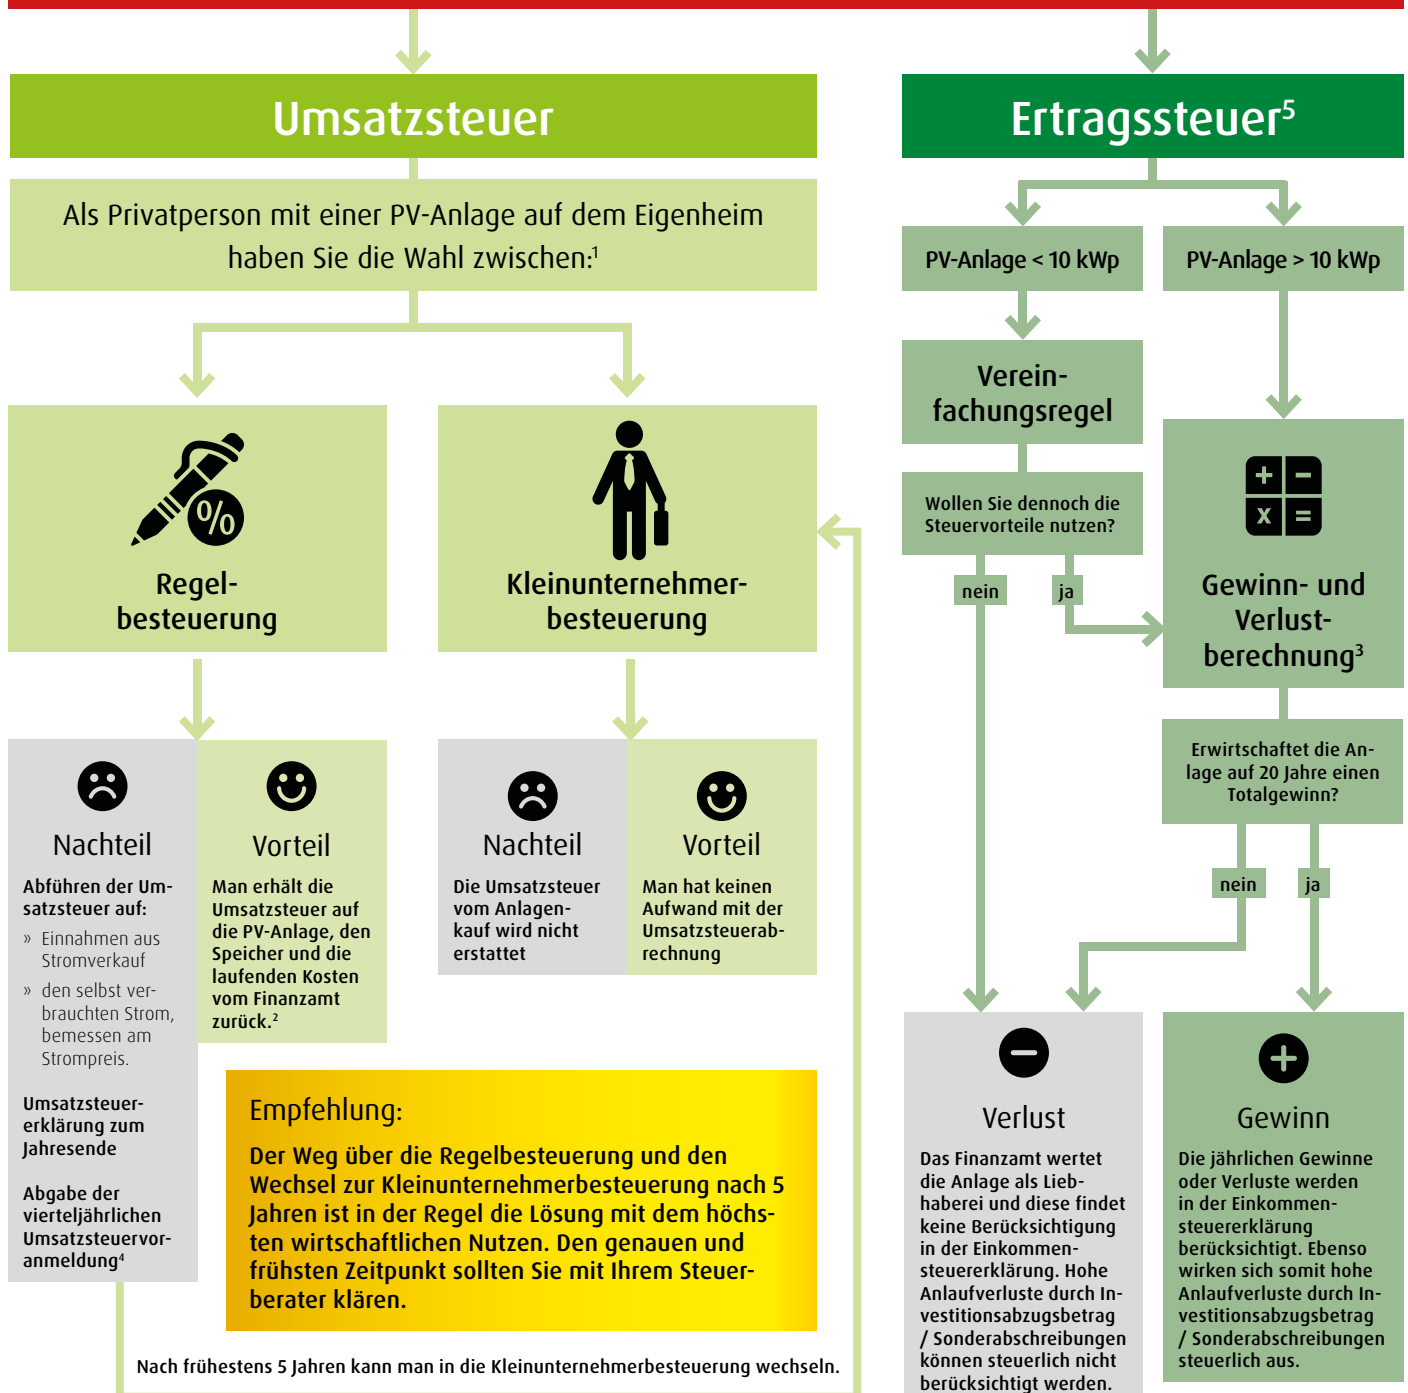 Umsatzsteuer
Als Privatperson mit einer PV-Anlage auf dem Eigenheim
haben Sie die Wahl zwischen:¹
%
Regel-
besteuerung
Kleinunternehmer-
besteuerung
Nachteil
Abführen der Um-
satzsteuer auf:
» Einnahmen aus
Stromverkauf
» den selbst ver-
brauchten Strom,
bemessen am
Strompreis.
Umsatzsteuer-
erklärung zum
Jahresende
Abgabe der
vierteljährlichen
Umsatzsteuervor-
anmeldung⁴
Vorteil
Man erhält die
Umsatzsteuer auf
die PV-Anlage, den
Speicher und die
laufenden Kosten
vom Finanzamt
zurück.²
Nachteil
Die Umsatzsteuer
vom Anlagen-
kauf wird nicht
erstattet
Vorteil
Man hat keinen
Aufwand mit der
Umsatzsteuerab-
rechnung
Empfehlung:
Der Weg über die Regelbesteuerung und den
Wechsel zur Kleinunternehmerbesteuerung nach 5
Jahren ist in der Regel die Lösung mit dem höchs-
ten wirtschaftlichen Nutzen. Den genauen und
frühsten Zeitpunkt sollten Sie mit Ihrem Steuer-
berater klären.
Nach frühestens 5 Jahren kann man in die Kleinunternehmerbesteuerung wechseln.
Ertragssteuer⁵
PV-Anlage < 10 kWp
PV-Anlage > 10 kWp
Verein-
fachungsregel
Wollen Sie dennoch die
Steuervorteile nutzen?
nein
ja
+ −
x =
Gewinn- und
Verlust-
berechnung³
Erwirtschaftet die An-
lage auf 20 Jahre einen
Totalgewinn?
nein
ja
Verlust
Das Finanzamt wertet
die Anlage als Lieb-
haberei und diese findet
keine Berücksichtigung
in der Einkommen-
steuererklärung. Hohe
Anlaufverluste durch In-
vestitionsabzugsbetrag
/ Sonderabschreibungen
können steuerlich nicht
berücksichtigt werden.
Gewinn
Die jährlichen Gewinne
oder Verluste werden
in der Einkommen-
steuererklärung
berücksichtigt. Ebenso
wirken sich somit hohe
Anlaufverluste durch In-
vestitionsabzugsbetrag
/ Sonderabschreibungen
steuerlich aus.